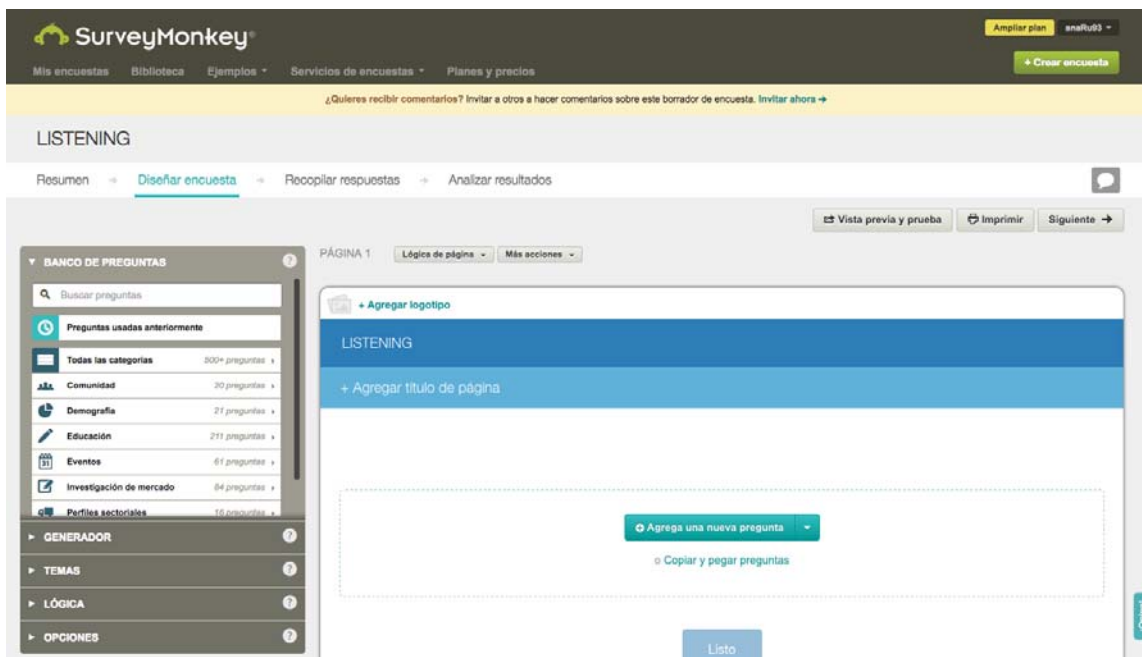 SurveyMonkey®
Ampliar plan
anaRu93
Mis encuestas Biblioteca Ejemplos Servicios de encuestas Planes y precios
+ Crear encuesta
¿Quieres recibir comentarios? Invitar a otros a hacer comentarios sobre este borrador de encuesta. Invitar ahora →
LISTENING
Resumen → Diseñar encuesta → Recopilar respuestas → Analizar resultados
Vista previa y prueba Imprimir Siguiente →
BANCO DE PREGUNTAS ?
Buscar preguntas
Preguntas usadas anteriormente
Todas las categorías 500+ preguntas
Comunidad 20 preguntas
Demografía 21 preguntas
Educación 211 preguntas
31 Eventos 61 preguntas
Investigación de mercado 84 preguntas
Perfiles sectoriales 16 preguntas
GENERADOR ?
TEMAS ?
LÓGICA ?
OPCIONES ?
PÁGINA 1 Lógica de página Más acciones
+ Agregar logotipo
LISTENING
+ Agregar título de página
Agrega una nueva pregunta
o Copiar y pegar preguntas
Listo